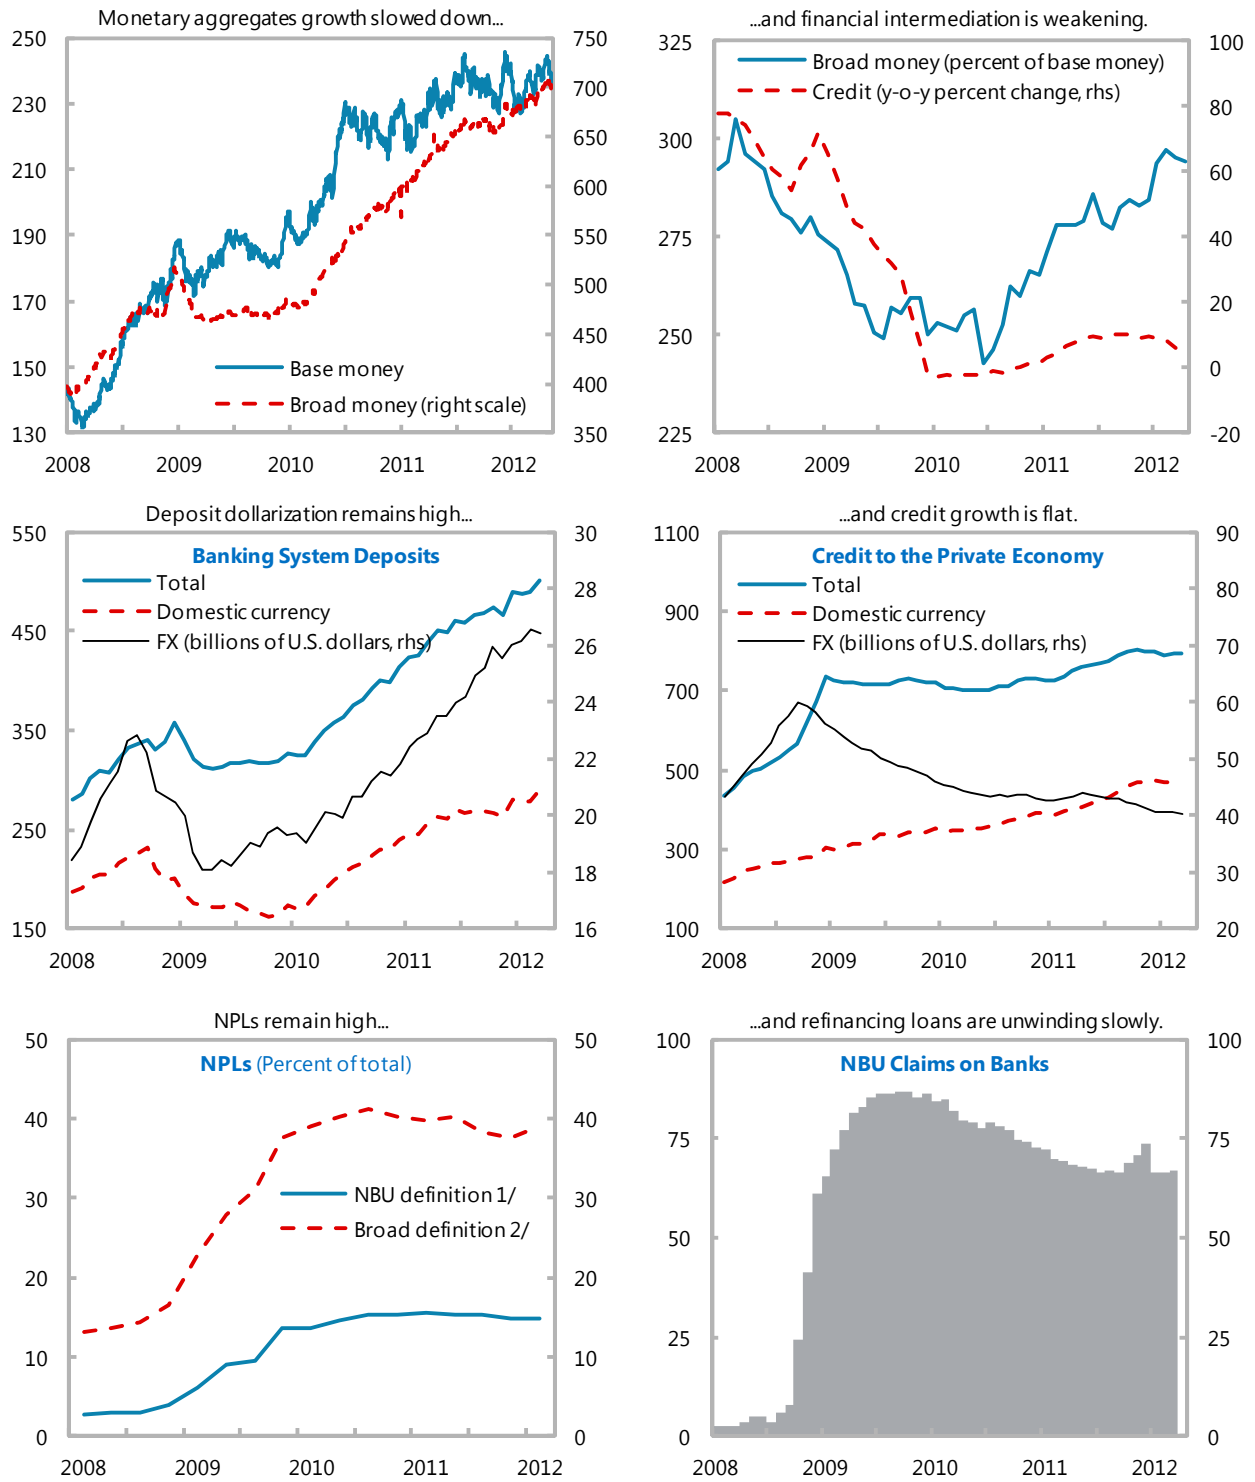 Monetary aggregates growth slowed down...
250
230
210
190
170
150
130
750
700
650
600
550
500
450
400
350
Base money
Broad money (right scale)
2008 2009 2010 2011 2012
...and financial intermediation is weakening.
325
300
275
250
225
100
80
60
40
20
0
-20
Broad money (percent of base money)
Credit (y-o-y percent change, rhs)
2008 2009 2010 2011 2012
Deposit dollarization remains high...
550
450
350
250
150
30
28
26
24
22
20
18
16
Banking System Deposits
Total
Domestic currency
FX (billions of U.S. dollars, rhs)
2008 2009 2010 2011 2012
...and credit growth is flat.
1100
900
700
500
300
100
90
80
70
60
50
40
30
20
Credit to the Private Economy
Total
Domestic currency
FX (billions of U.S. dollars, rhs)
2008 2009 2010 2011 2012
NPLs remain high...
50
40
30
20
10
0
50
40
30
20
10
0
NPLs (Percent of total)
NBU definition 1/
Broad definition 2/
2008 2009 2010 2011 2012
...and refinancing loans are unwinding slowly.
100
75
50
25
0
100
75
50
25
0
NBU Claims on Banks
2008 2009 2010 2011 2012